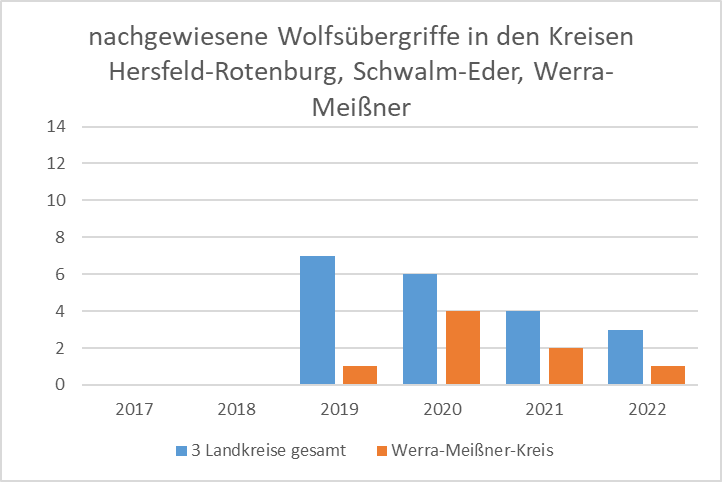 nachgewiesene Wolfsübergriffe in den Kreisen
Hersfeld-Rotenburg, Schwalm-Eder, Werra-
Meißner
14
12
10
8
6
4
2
0
2017 2018 2019 2020 2021 2022
3 Landkreise gesamt Werra-Meißner-Kreis